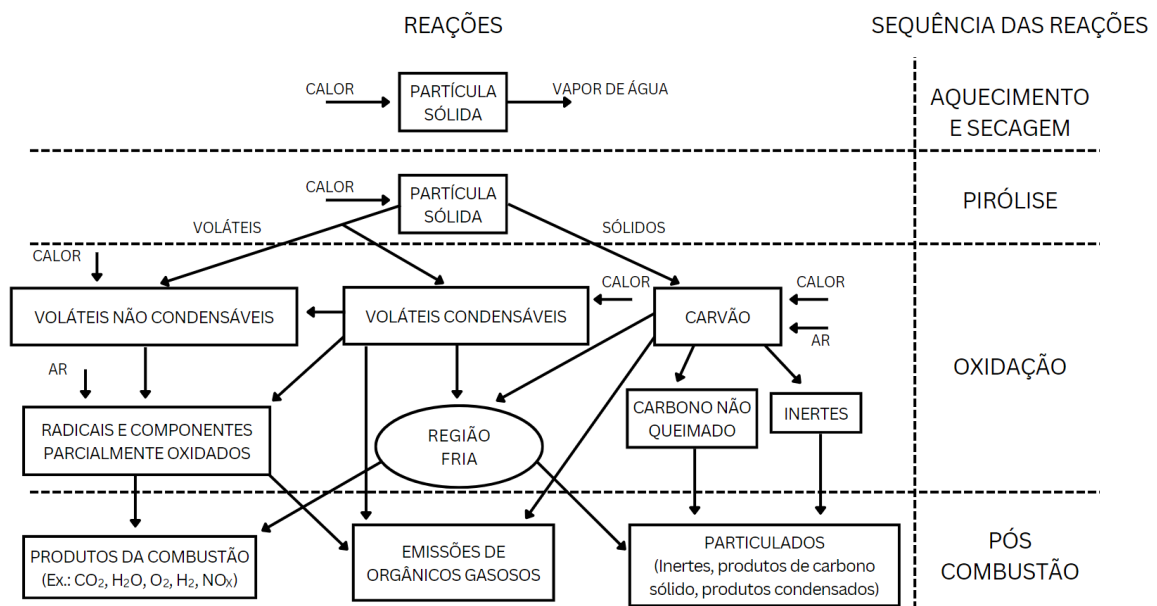 REAÇÕES
SEQUÊNCIA DAS REAÇÕES
CALOR
PARTÍCULA
SÓLIDA
VAPOR DE ÁGUA
AQUECIMENTO
E SECAGEM
CALOR
PARTÍCULA
SÓLIDA
PIRÓLISE
VOLÁTEIS
SÓLIDOS
CALOR
CALOR
CALOR
VOLÁTEIS NÃO CONDENSÁVEIS
VOLÁTEIS CONDENSÁVEIS
CARVÃO
AR
AR
OXIDAÇÃO
RADICAIS E COMPONENTES
PARCIALMENTE OXIDADOS
REGIÃO
FRIA
CARBONO NÃO
QUEIMADO
INERTES
PRODUTOS DA COMBUSTÃO
(Ex.: CO₂, H₂O, O₂, H₂, NOₓ)
EMISSÕES DE
ORGÂNICOS GASOSOS
PARTICULADOS
(Inertes, produtos de carbono
sólido, produtos condensados)
PÓS
COMBUSTÃO